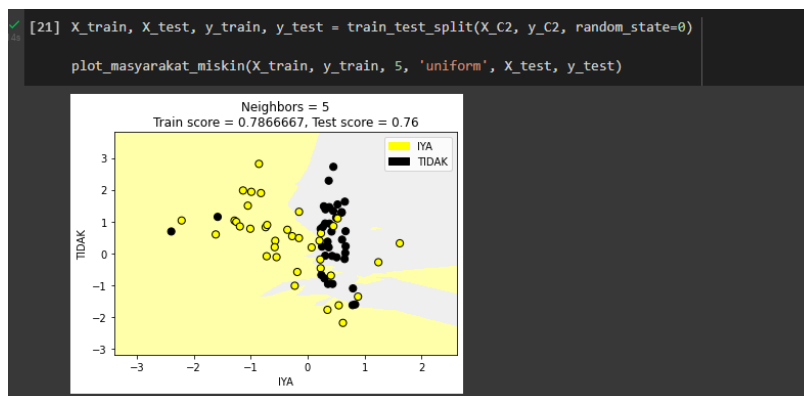 [21] X_train, X_test, y_train, y_test = train_test_split(X_C2, y_C2, random_state=0)
plot_masyarakat_miskin(X_train, y_train, 5, 'uniform', X_test, y_test)
Neighbors = 5
Train score = 0.7866667, Test score = 0.76
IYA
TIDAK
3
2
1
0
−1
−2
−3
TIDAK
−3 −2 −1 0 1 2
IYA